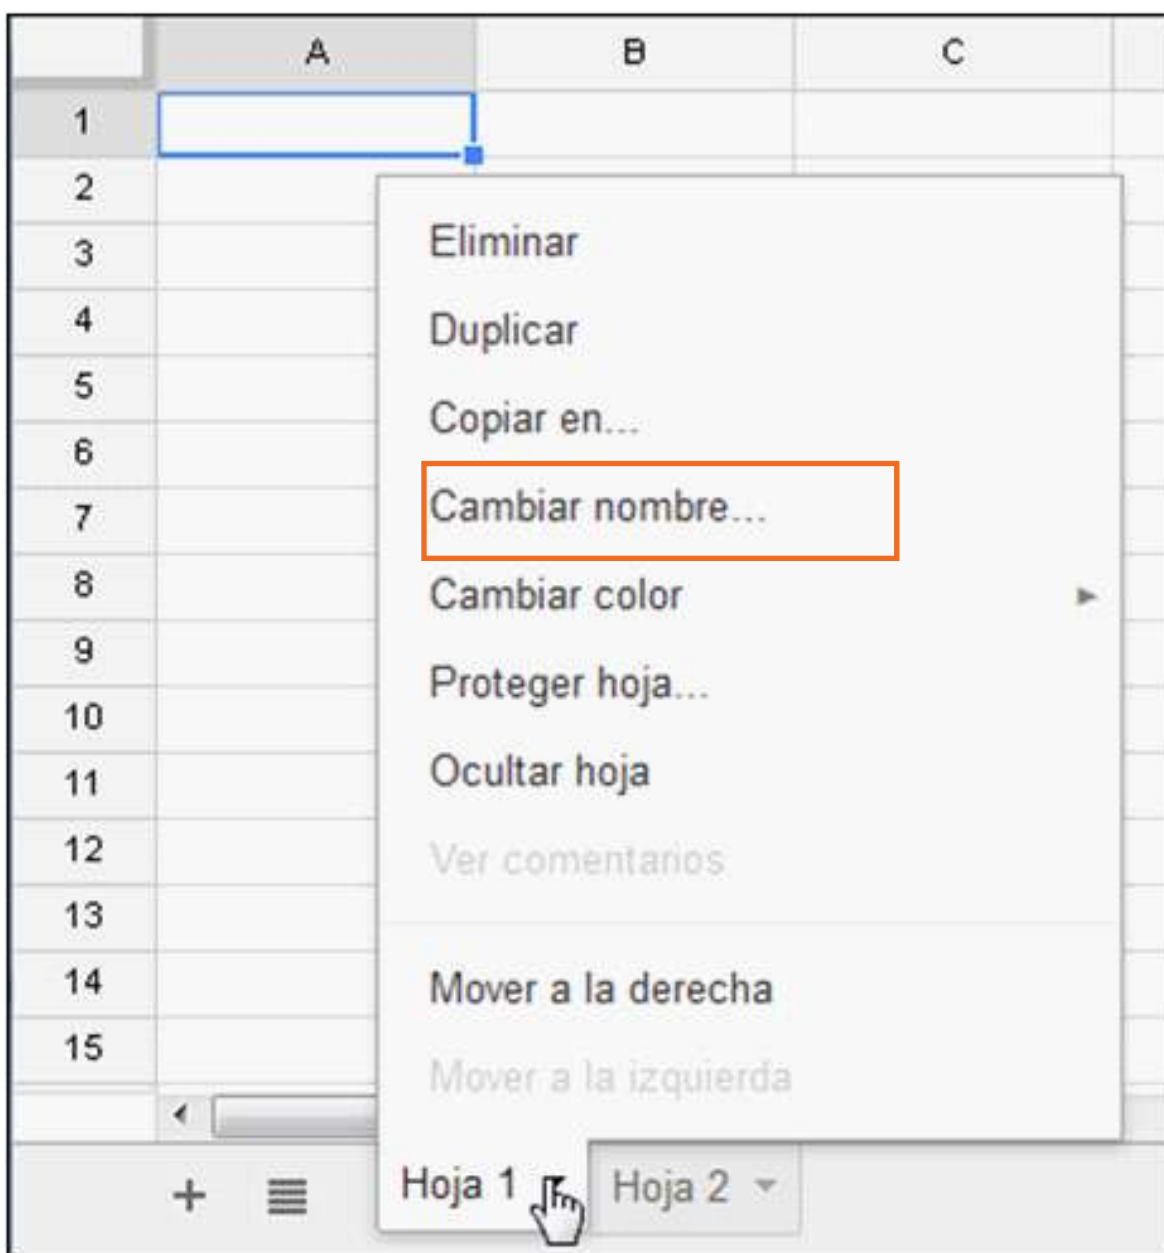 A B C
1
2
3
4
5
6
7
8
9
10
11
12
13
14
15
Eliminar
Duplicar
Copiar en...
Cambiar nombre...
Cambiar color
Proteger hoja...
Ocultar hoja
Ver comentarios
Mover a la derecha
Mover a la izquierda
Hoja 1 Hoja 2